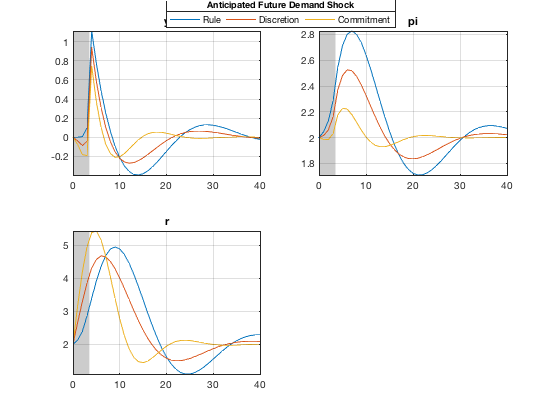 Anticipated Future Demand Shock
Rule Discretion Commitment
y pi
1
0.8
0.6
0.4
0.2
0
-0.2
0 10 20 30 40
2.8
2.6
2.4
2.2
2
1.8
0 10 20 30 40
r
5
4
3
2
0 10 20 30 40